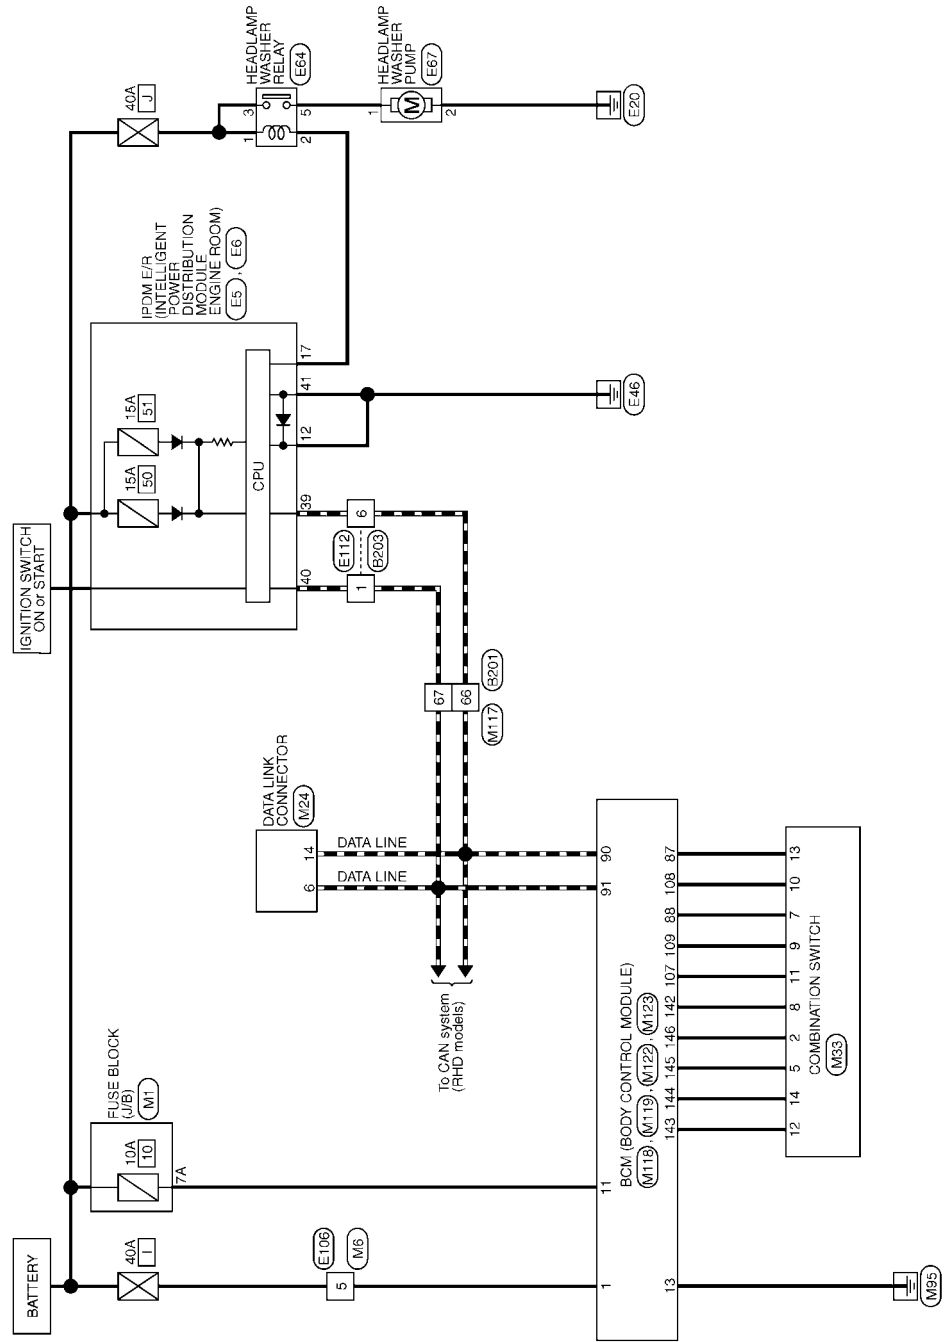 BATTERY
40A
I
E106
M6
5
1
FUSE BLOCK
(J/B)
M1
10A
10
7A
11
IGNITION SWITCH
ON or START
15A
50
15A
51
IPDM E/R
(INTELLIGENT
POWER
DISTRIBUTION
MODULE
ENGINE ROOM)
E5 , E6
CPU
40
39
12
41
17
1
6
E112
B203
40A
J
HEADLAMP
WASHER
RELAY
E64
1
3
2
5
HEADLAMP
WASHER
PUMP
E67
1
M
2
E20
E46
67
66
B201
M117
DATA LINK
CONNECTOR
M24
6
14
DATA LINE
DATA LINE
To CAN system
(RHD models)
91
90
BCM (BODY CONTROL MODULE)
M118 , M119 , M122 , M123
13
143
144
145
146
142
107
109
88
108
87
12
14
5
2
8
11
9
7
10
13
COMBINATION SWITCH
M33
M95